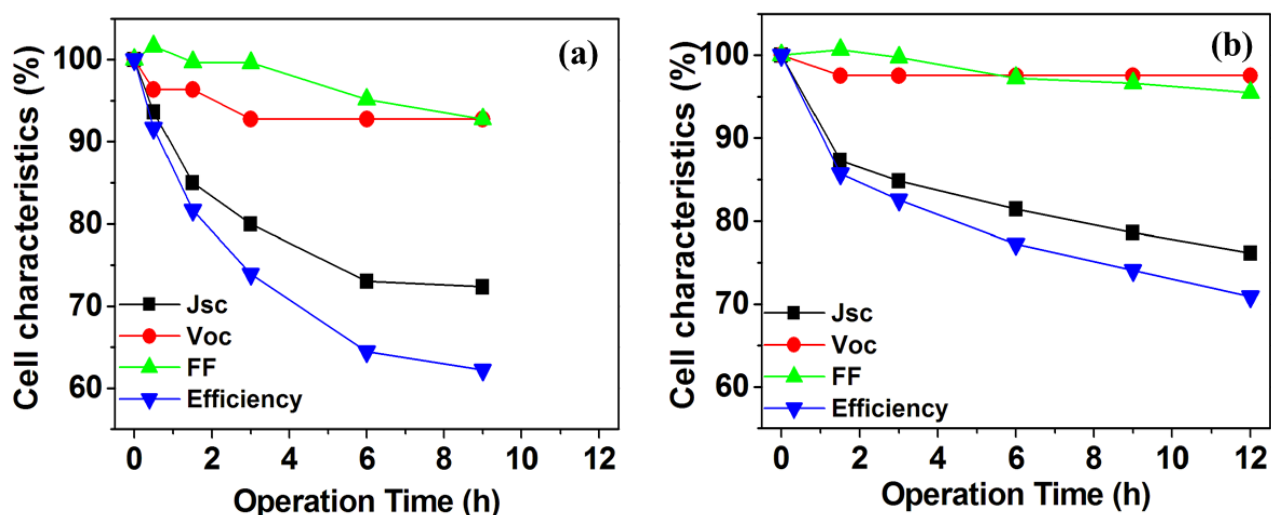 (a)
Cell characteristics (%)
100
90
80
70
60
Jsc
Voc
FF
Efficiency
0 2 4 6 8 10 12
Operation Time (h)
(b)
Cell characteristics (%)
100
90
80
70
60
Jsc
Voc
FF
Efficiency
0 2 4 6 8 10 12
Operation Time (h)